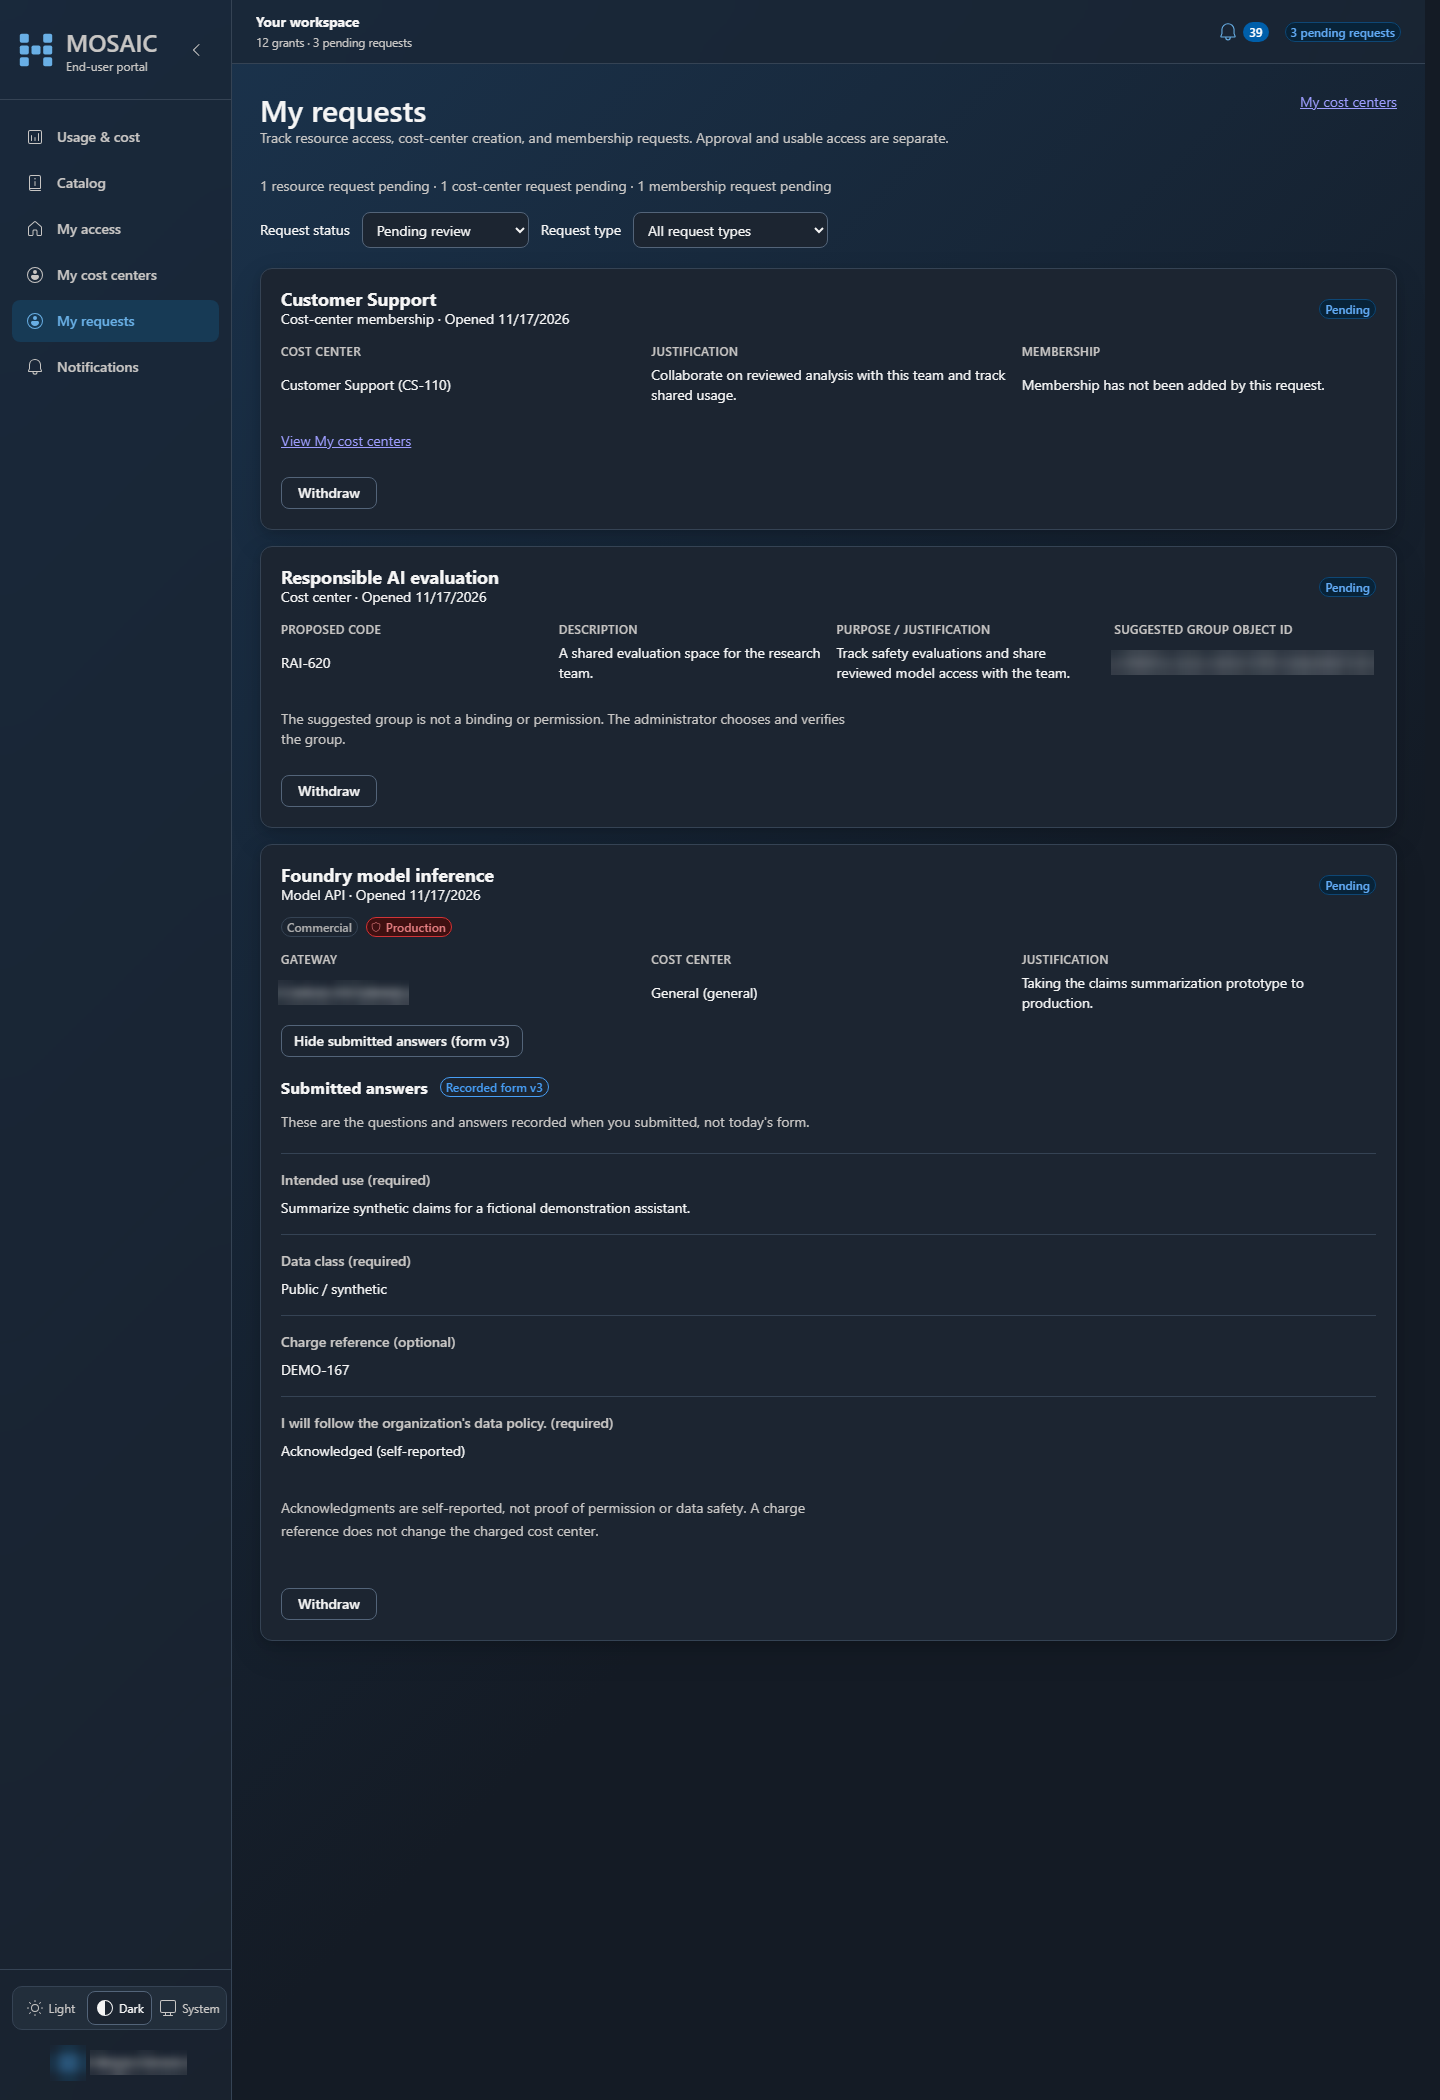 MOSAIC
End-user portal
Usage & cost
Catalog
My access
My cost centers
My requests
Notifications
Light
Dark
System
Your workspace
12 grants · 3 pending requests
39
3 pending requests
My requests
My cost centers
Track resource access, cost-center creation, and membership requests. Approval and usable access are separate.
1 resource request pending · 1 cost-center request pending · 1 membership request pending
Request status
Pending review
Request type
All request types
Customer Support
Cost-center membership · Opened 11/17/2026
Pending
COST CENTER
Customer Support (CS-110)
JUSTIFICATION
Collaborate on reviewed analysis with this team and track
shared usage.
MEMBERSHIP
Membership has not been added by this request.
View My cost centers
Withdraw
Responsible AI evaluation
Cost center · Opened 11/17/2026
Pending
PROPOSED CODE
RAI-620
DESCRIPTION
A shared evaluation space for the research
team.
PURPOSE / JUSTIFICATION
Track safety evaluations and share
reviewed model access with the team.
SUGGESTED GROUP OBJECT ID
The suggested group is not a binding or permission. The administrator chooses and verifies
the group.
Withdraw
Foundry model inference
Model API · Opened 11/17/2026
Pending
Commercial
Production
GATEWAY
COST CENTER
General (general)
JUSTIFICATION
Taking the claims summarization prototype to
production.
Hide submitted answers (form v3)
Submitted answers
Recorded form v3
These are the questions and answers recorded when you submitted, not today's form.
Intended use (required)
Summarize synthetic claims for a fictional demonstration assistant.
Data class (required)
Public / synthetic
Charge reference (optional)
DEMO-167
I will follow the organization's data policy. (required)
Acknowledged (self-reported)
Acknowledgments are self-reported, not proof of permission or data safety. A charge
reference does not change the charged cost center.
Withdraw